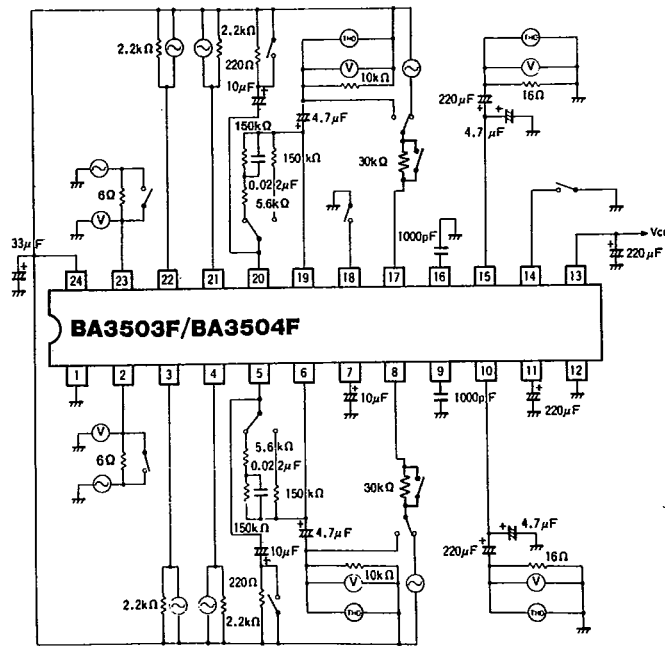 2.2kΩ
2.2kΩ
220Ω
10μF
THD
V
10kΩ
4.7μF
150kΩ
150kΩ
0.022μF
5.6kΩ
30kΩ
THD
V
16Ω
220μF
4.7μF
6Ω
V
33μF
1000pF
Vcc
220μF
24 23 22 21 20 19 18 17 16 15 14 13
BA3503F/BA3504F
1 2 3 4 5 6 7 8 9 10 11 12
10μF
1000pF
220μF
V
6Ω
5.6kΩ
0.022μF
150kΩ
150kΩ
30kΩ
4.7μF
10μF
4.7μF
220μF
16Ω
220Ω
10kΩ
V
V
2.2kΩ
2.2kΩ
THD
THD